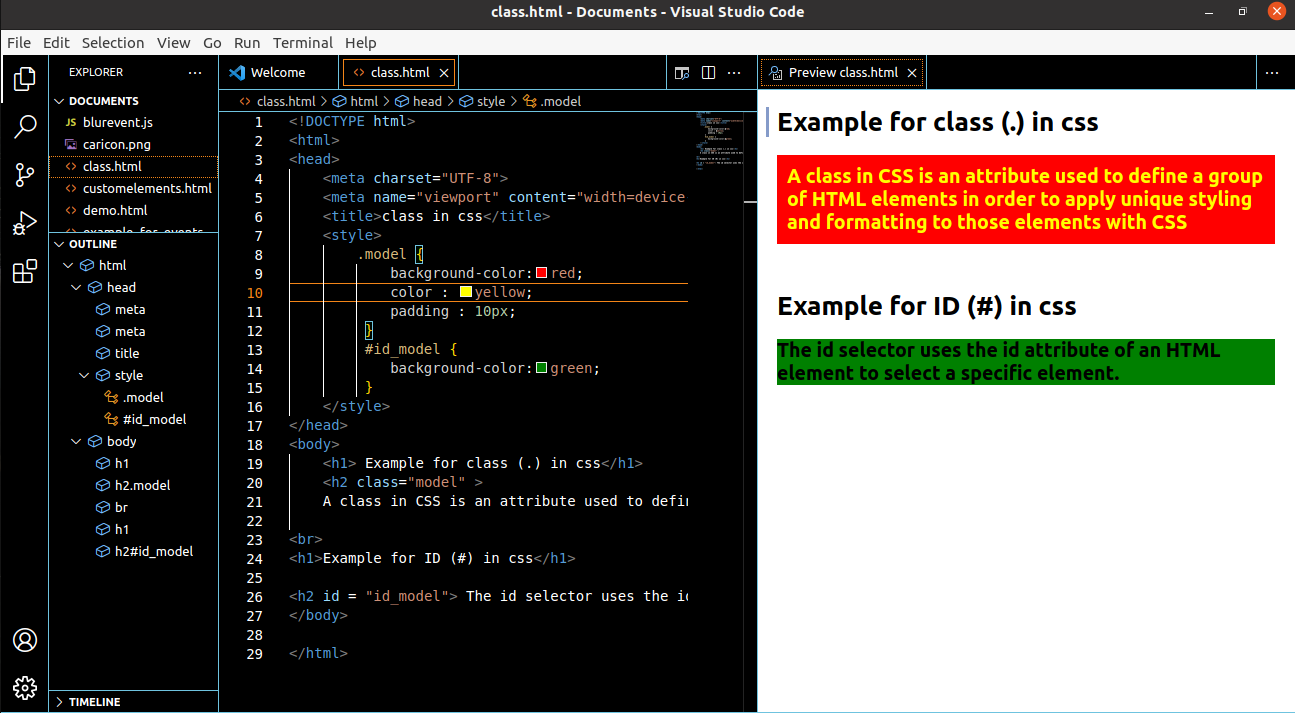 class.html - Documents - Visual Studio Code
File Edit Selection View Go Run Terminal Help
EXPLORER
DOCUMENTS
JS blurevent.js
caricon.png
class.html
customelements.html
demo.html
example_for_events
OUTLINE
html
head
meta
meta
title
style
.model
#id_model
body
h1
h2.model
br
h1
h2#id_model
TIMELINE
Welcome
class.html
class.html > html > head > style > .model
1 <!DOCTYPE html>
2 <html>
3 <head>
4 <meta charset="UTF-8">
5 <meta name="viewport" content="width=device
6 <title>class in css</title>
7 <style>
8 .model {
9 background-color:red;
10 color : yellow;
11 padding : 10px;
12 }
13 #id_model {
14 background-color:green;
15 }
16 </style>
17 </head>
18 <body>
19 <h1> Example for class (.) in css</h1>
20 <h2 class="model" >
21 A class in CSS is an attribute used to defin
22
23 <br>
24 <h1>Example for ID (#) in css</h1>
25
26 <h2 id = "id_model"> The id selector uses the id
27 </body>
28
29 </html>
Preview class.html
Example for class (.) in css
A class in CSS is an attribute used to define a group
of HTML elements in order to apply unique styling
and formatting to those elements with CSS
Example for ID (#) in css
The id selector uses the id attribute of an HTML
element to select a specific element.